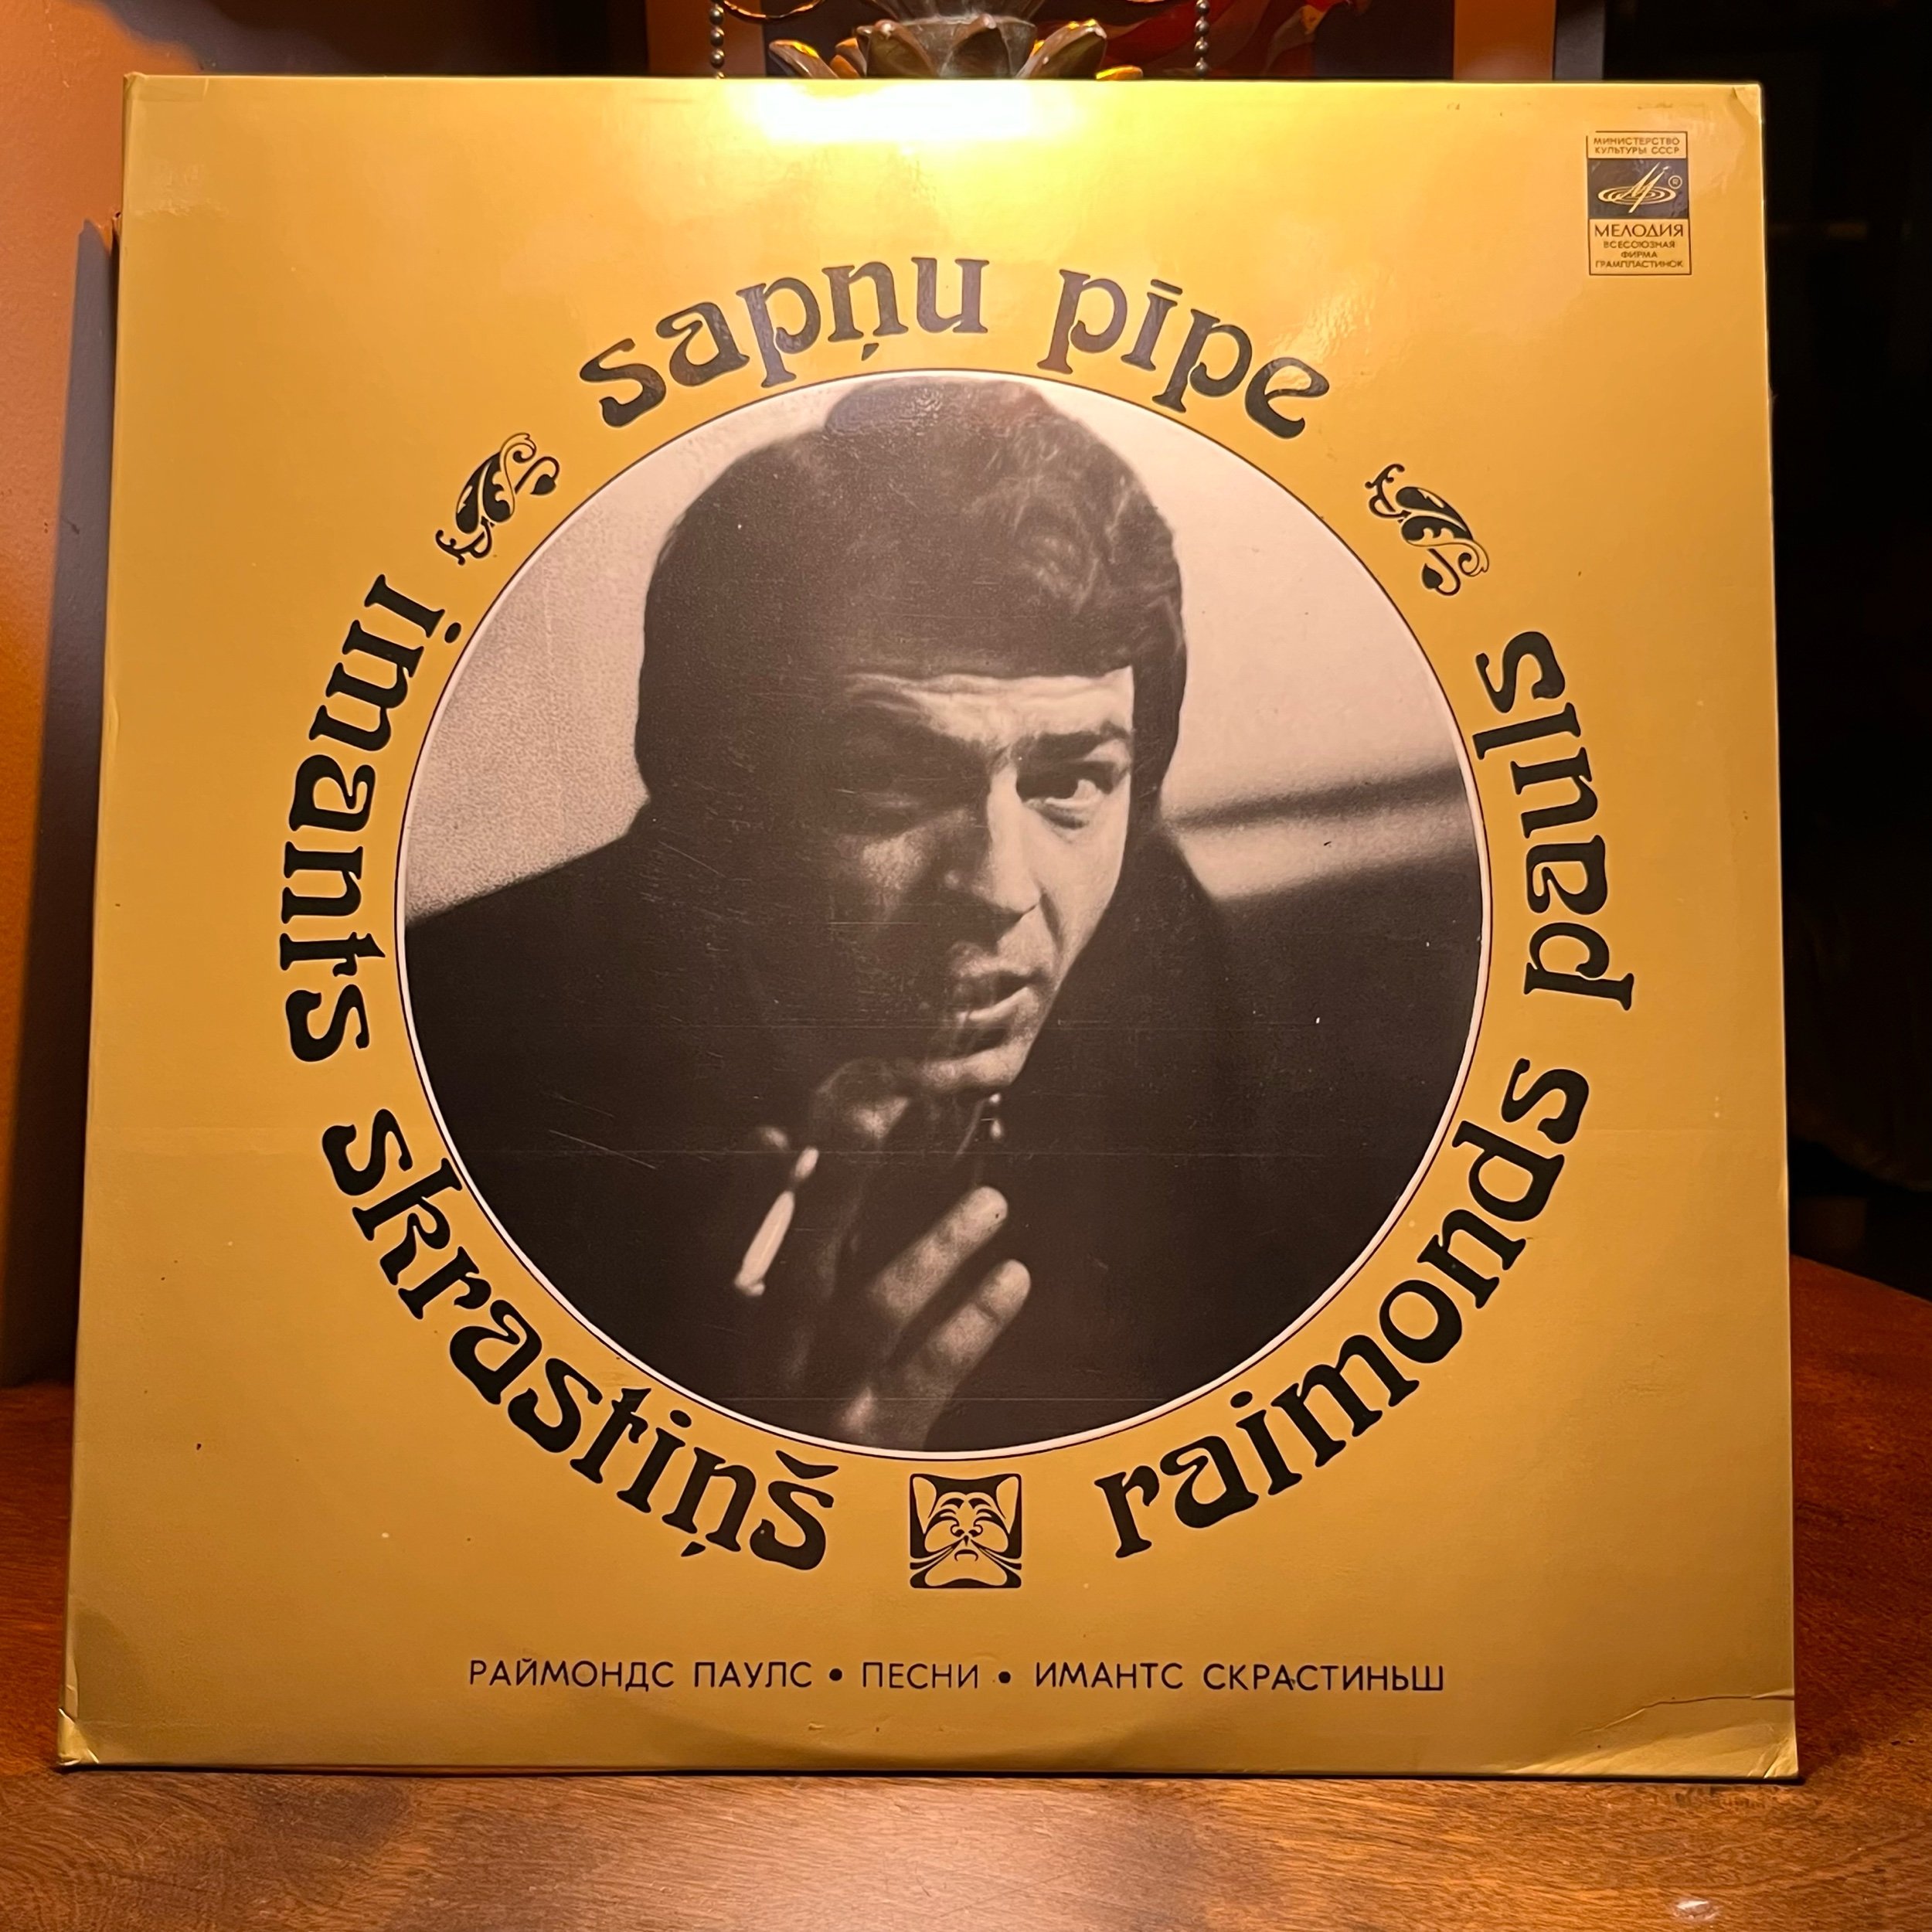 МИНИСТЕРСТВО
КУЛЬТУРЫ СССР
МЕЛОДИЯ
ВСЕСОЮЗНАЯ
ФИРМА
ГРАМПЛАСТИНОК
sapņu pīpe
imants skrastiņš
raimonds pauls
РАЙМОНДС ПАУЛС • ПЕСНИ • ИМАНТС СКРАСТИНЬШ